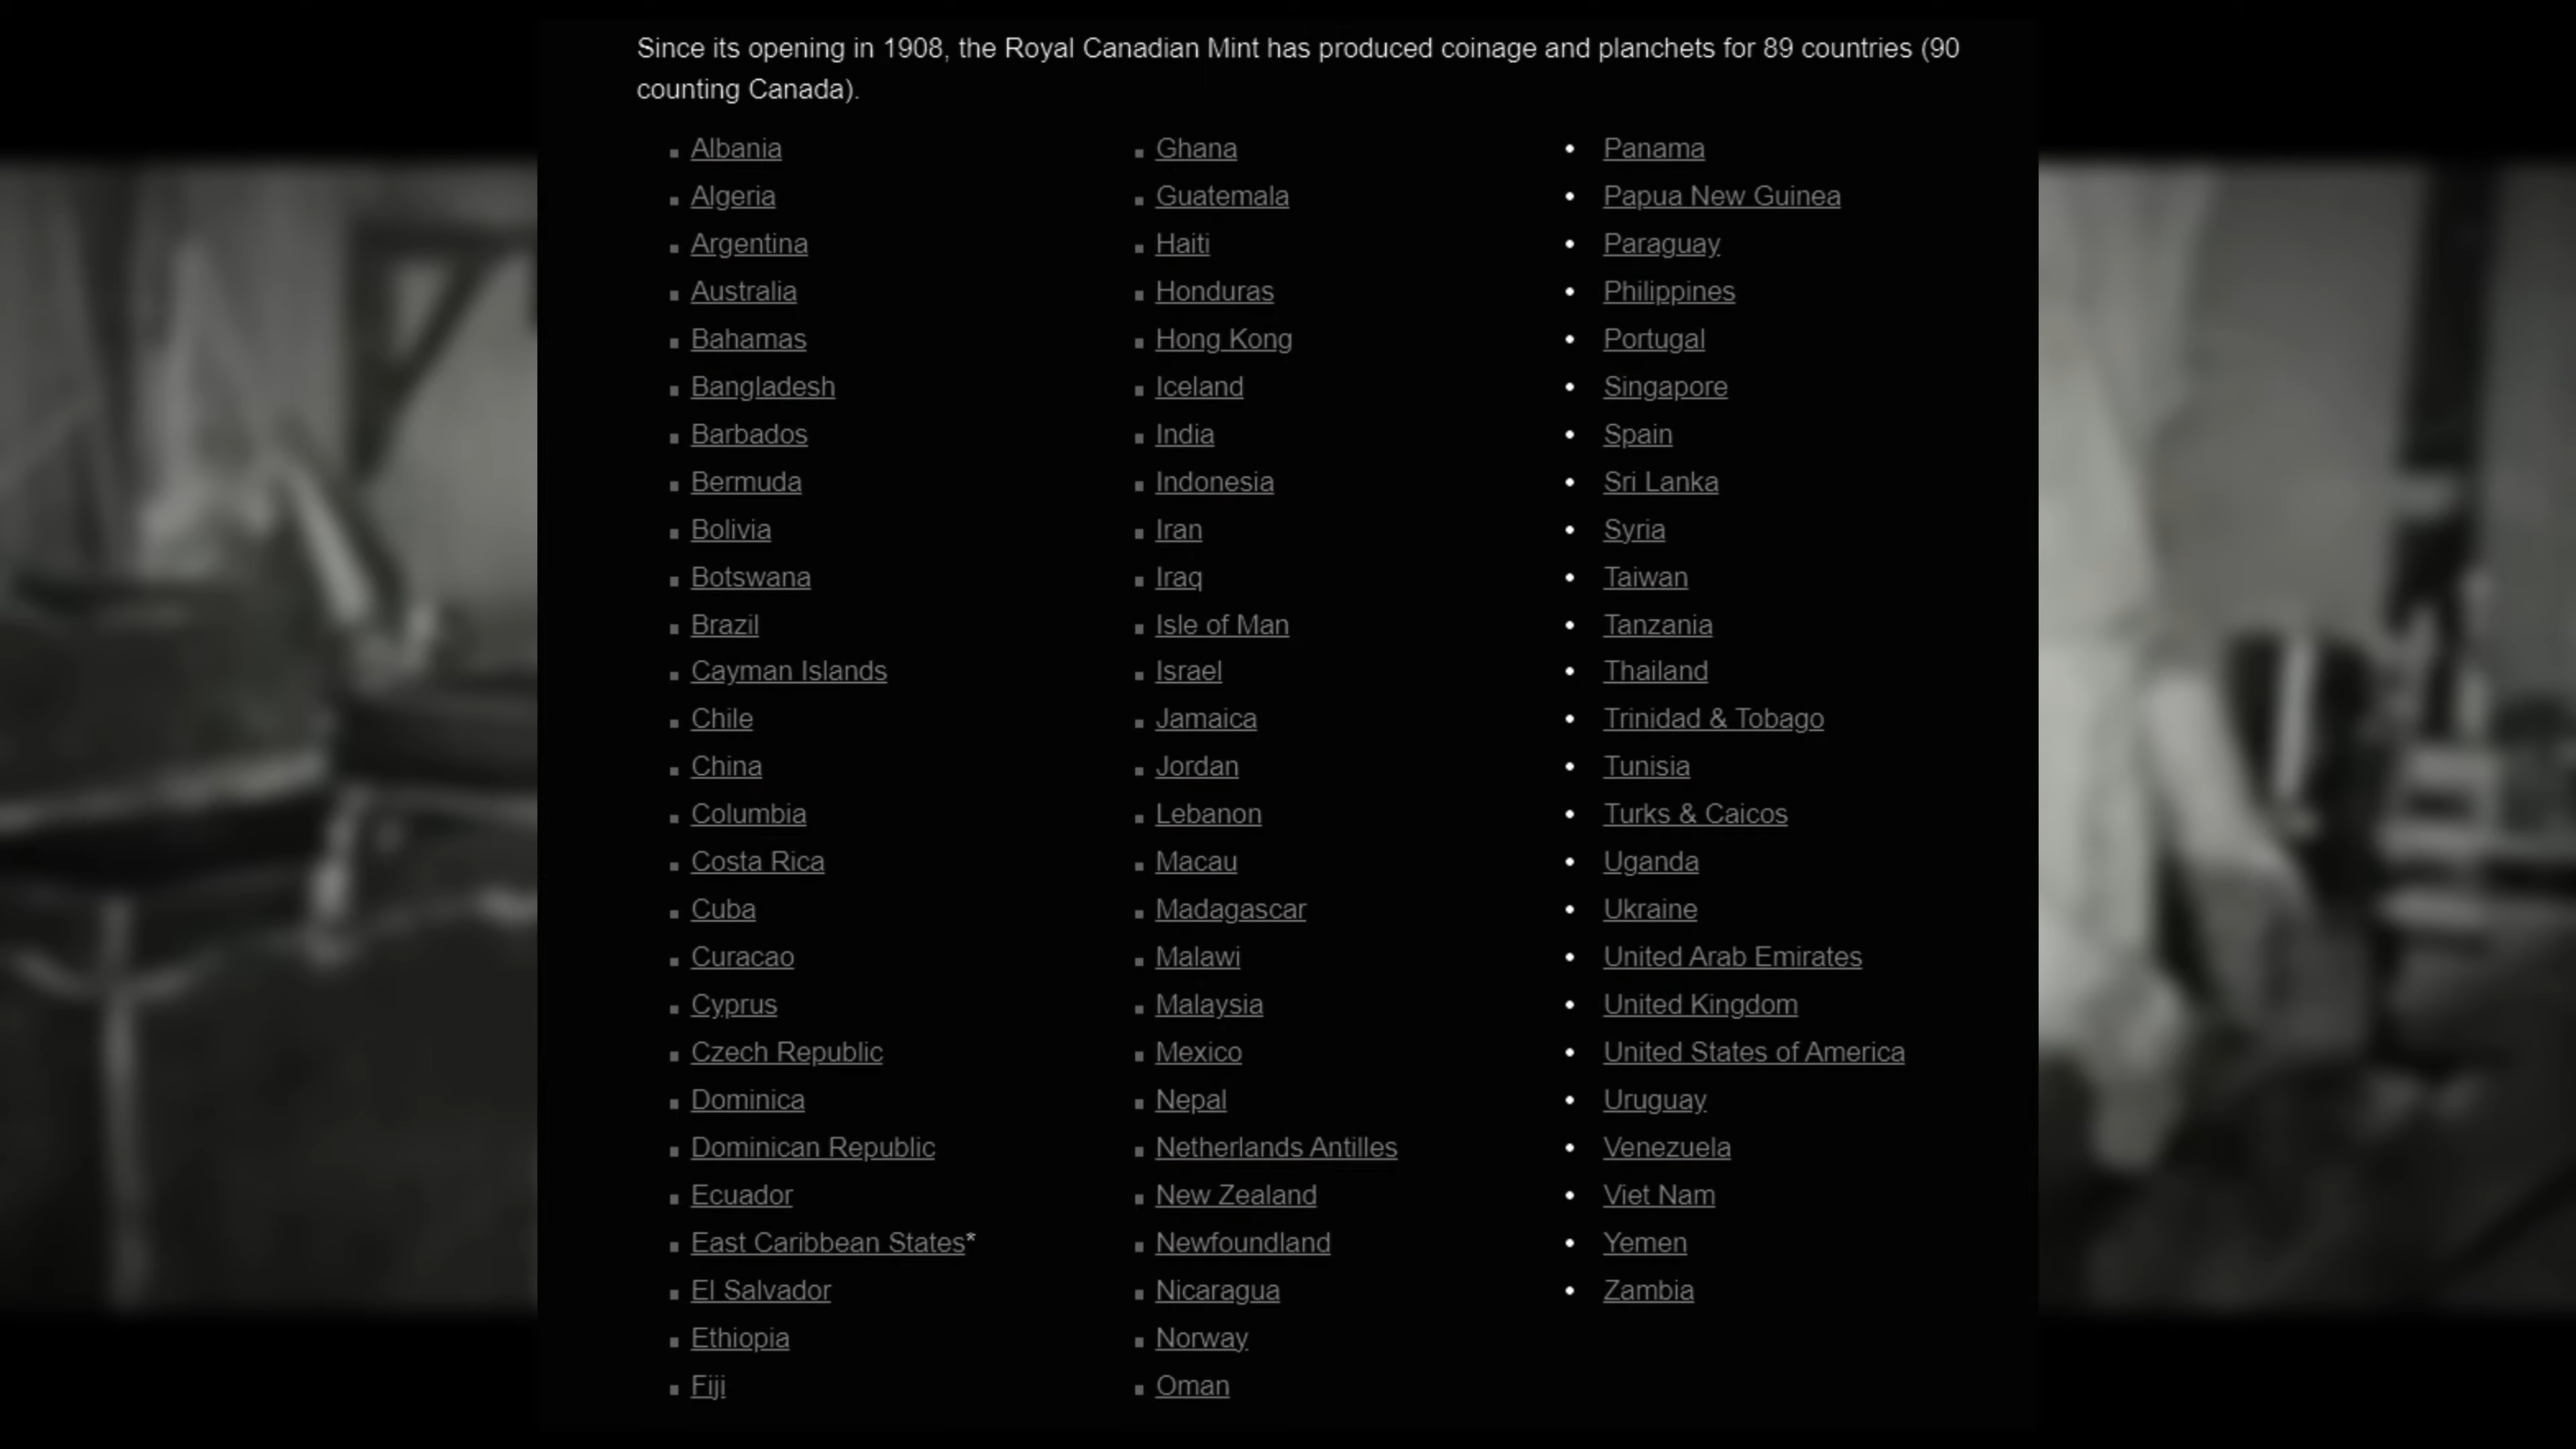 Since its opening in 1908, the Royal Canadian Mint has produced coinage and planchets for 89 countries (90
counting Canada).
Albania
Algeria
Argentina
Australia
Bahamas
Bangladesh
Barbados
Bermuda
Bolivia
Botswana
Brazil
Cayman Islands
Chile
China
Columbia
Costa Rica
Cuba
Curacao
Cyprus
Czech Republic
Dominica
Dominican Republic
Ecuador
East Caribbean States*
El Salvador
Ethiopia
Fiji
Ghana
Guatemala
Haiti
Honduras
Hong Kong
Iceland
India
Indonesia
Iran
Iraq
Isle of Man
Israel
Jamaica
Jordan
Lebanon
Macau
Madagascar
Malawi
Malaysia
Mexico
Nepal
Netherlands Antilles
New Zealand
Newfoundland
Nicaragua
Norway
Oman
Panama
Papua New Guinea
Paraguay
Philippines
Portugal
Singapore
Spain
Sri Lanka
Syria
Taiwan
Tanzania
Thailand
Trinidad & Tobago
Tunisia
Turks & Caicos
Uganda
Ukraine
United Arab Emirates
United Kingdom
United States of America
Uruguay
Venezuela
Viet Nam
Yemen
Zambia